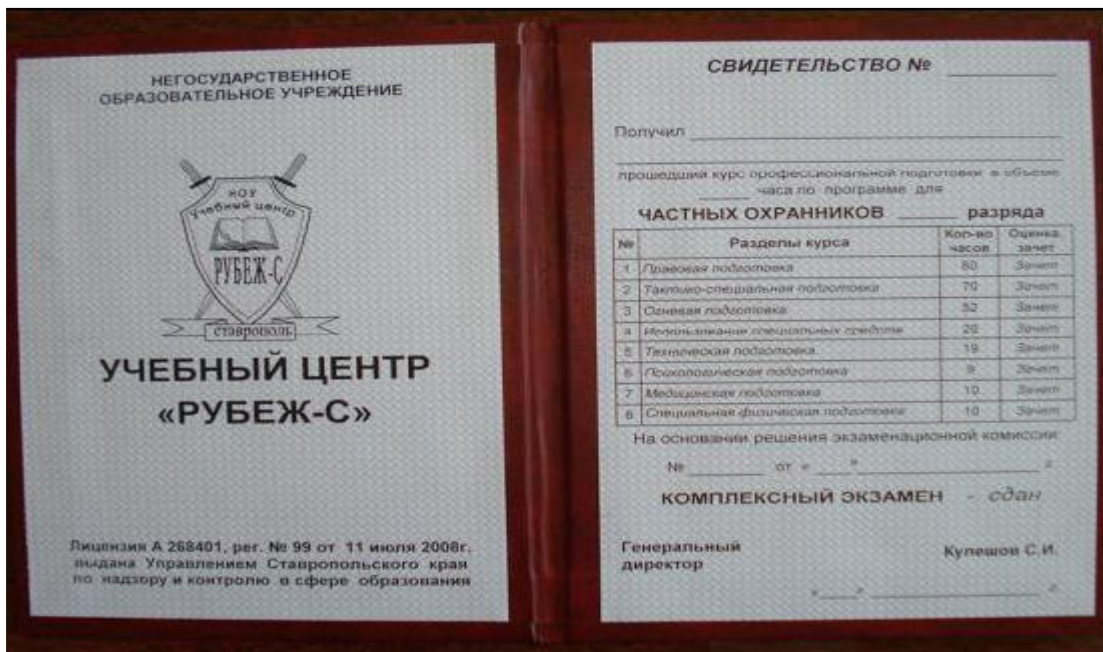 НЕГОСУДАРСТВЕННОЕ
ОБРАЗОВАТЕЛЬНОЕ УЧРЕЖДЕНИЕ
НОУ
Учебный центр
РУБЕЖ-С
ставрополь
УЧЕБНЫЙ ЦЕНТР
«РУБЕЖ-С»
Лицензия А 268401, рег. № 99 от 11 июля 2008г.
выдана Управлением Ставропольского края
по надзору и контролю в сфере образования
СВИДЕТЕЛЬСТВО №
Получил
прошедший курс профессиональной подготовки в объеме
часа по программе для
ЧАСТНЫХ ОХРАННИКОВ разряда
№ Разделы курса Кол-во часов Оценка зачет
1 Правовая подготовка 60 Зачет
2 Тактико-специальная подготовка 70 Зачет
3 Огневая подготовка 52 Зачет
4 Использование специальных средств 20 Зачет
5 Техническая подготовка 19 Зачет
6 Психологическая подготовка 9 Зачет
7 Медицинская подготовка 10 Зачет
8 Специальная физическая подготовка 10 Зачет
На основании решения экзаменационной комиссии
№ от « » г.
КОМПЛЕКСНЫЙ ЭКЗАМЕН - сдан
Генеральный
директор Кулешов С.И.
« » г.